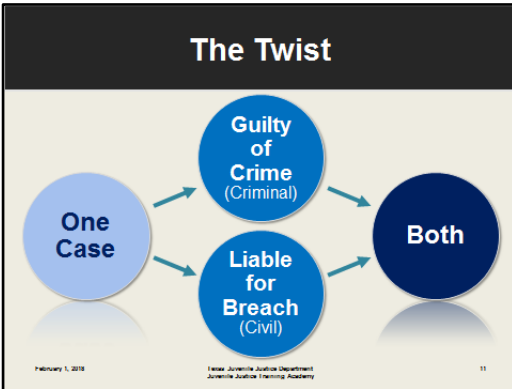 The Twist
One
Case
Guilty
of
Crime
(Criminal)
Liable
for
Breach
(Civil)
Both
February 1, 2018
Texas Juvenile Justice Department
Juvenile Justice Training Academy
11